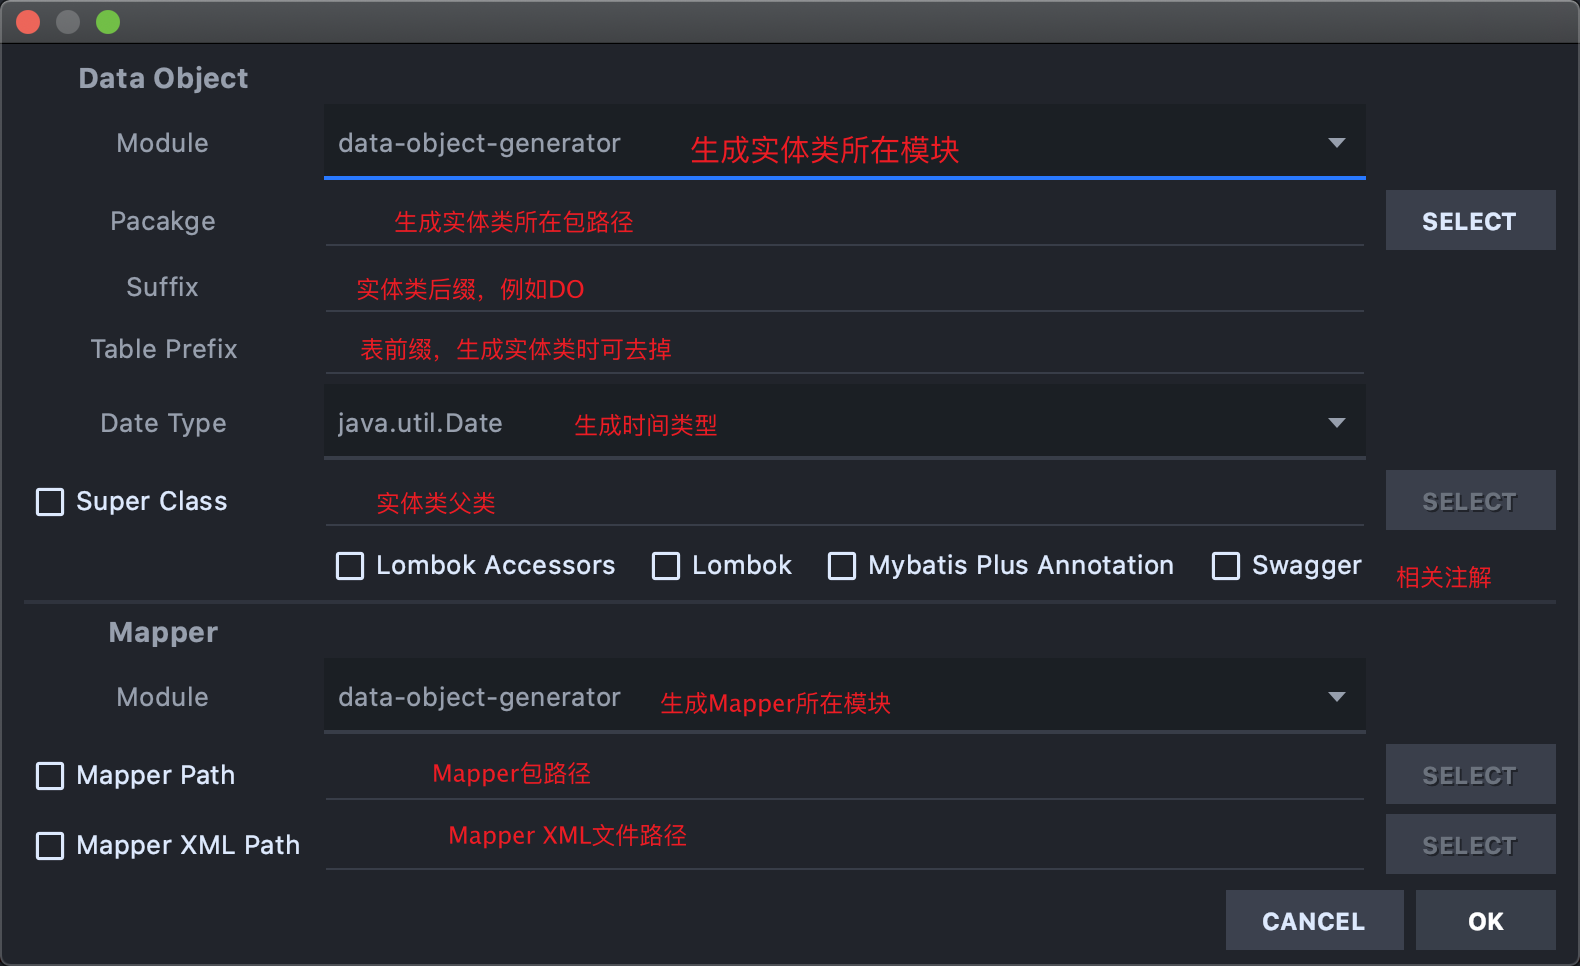 Data Object
Module data-object-generator 生成实体类所在模块
Pacakge 生成实体类所在包路径 SELECT
Suffix 实体类后缀，例如DO
Table Prefix 表前缀，生成实体类时可去掉
Date Type java.util.Date 生成时间类型
Super Class 实体类父类 SELECT
Lombok Accessors Lombok Mybatis Plus Annotation Swagger 相关注解
Mapper
Module data-object-generator 生成Mapper所在模块
Mapper Path Mapper包路径 SELECT
Mapper XML Path Mapper XML文件路径 SELECT
CANCEL OK